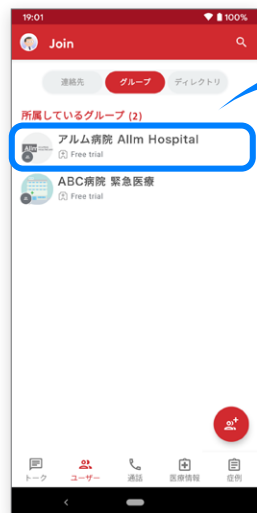 19:01
100%
Join
連絡先 グループ ディレクトリ
所属しているグループ (2)
アルム病院 Allm Hospital
Free trial
ABC病院 緊急医療
Free trial
トーク ユーザー 通話 医療情報 症例